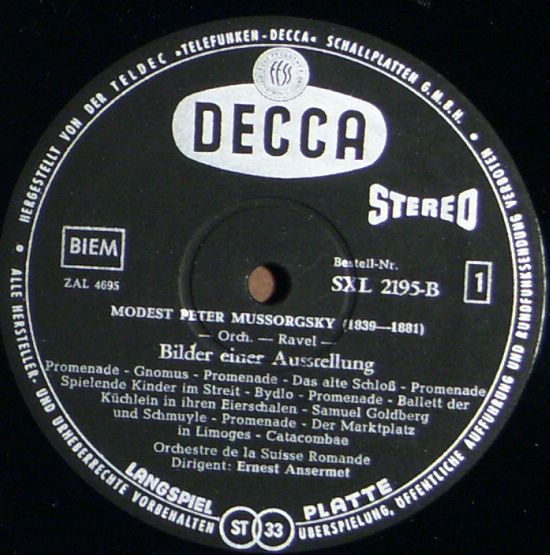 HERGESTELLT VON DER TELDEC »TELEFUNKEN-DECCA« SCHALLPLATTEN G.M.B.H.
ffss
DECCA
STEREO
BIEM
ZAL 4695
Bestell-Nr.
SXL 2195-B
1
MODEST PETER MUSSORGSKY (1839—1881)
— Orch. — Ravel —
Bilder einer Ausstellung
Promenade - Gnomus - Promenade - Das alte Schloß - Promenade
Spielende Kinder im Streit - Bydlo - Promenade - Ballett der
Küchlein in ihren Eierschalen - Samuel Goldberg
und Schmuyle - Promenade - Der Marktplatz
in Limoges - Catacombae
Orchestre de la Suisse Romande
Dirigent: Ernest Ansermet
LANGSPIEL PLATTE
ST 33
ALLE HERSTELLER- UND URHEBERRECHTE VORBEHALTEN
ÜBERSPIELUNG, ÖFFENTLICHE AUFFÜHRUNG UND RUNDFUNKSENDUNG VERBOTEN